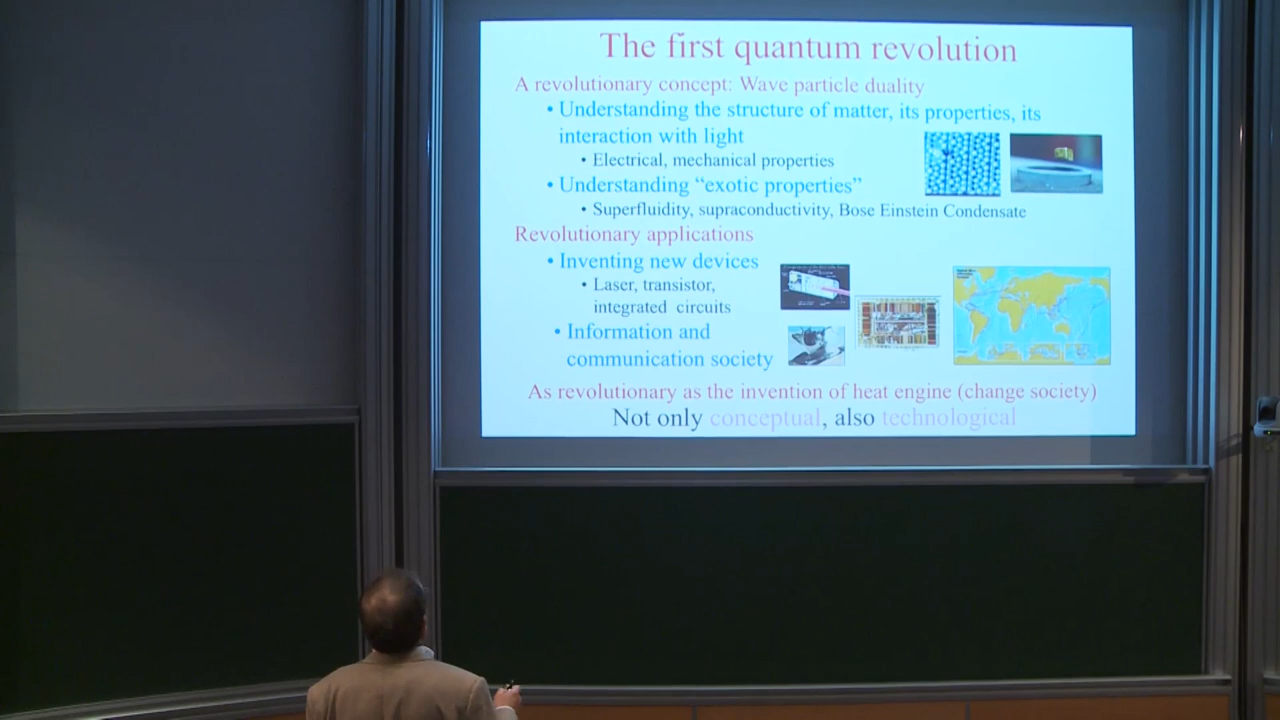 The first quantum revolution
A revolutionary concept: Wave particle duality
• Understanding the structure of matter, its properties, its
interaction with light
• Electrical, mechanical properties
• Understanding “exotic properties”
• Superfluidity, supraconductivity, Bose Einstein Condensate
Revolutionary applications
• Inventing new devices
• Laser, transistor,
integrated circuits
• Information and
communication society
As revolutionary as the invention of heat engine (change society)
Not only conceptual, also technological